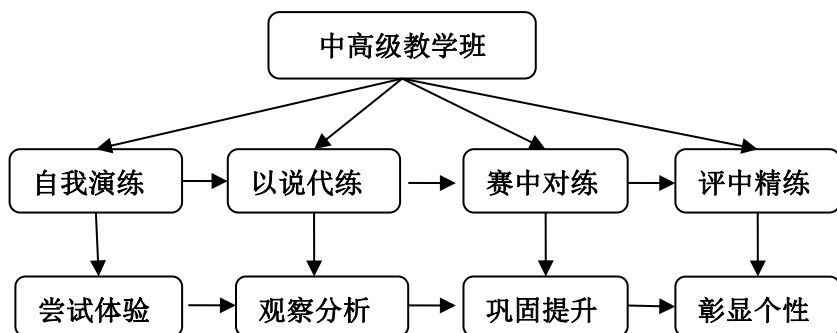 中高级教学班
自我演练
以说代练
赛中对练
评中精练
尝试体验
观察分析
巩固提升
彰显个性